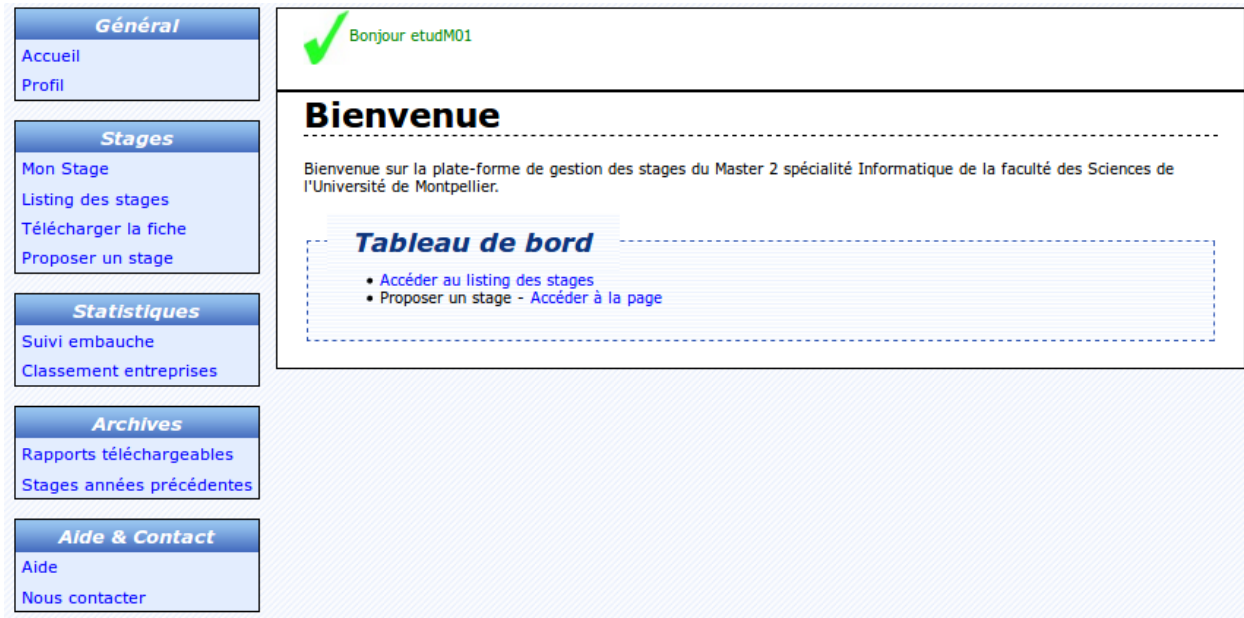 Général
Accueil
Profil
Stages
Mon Stage
Listing des stages
Télécharger la fiche
Proposer un stage
Statistiques
Suivi embauche
Classement entreprises
Archives
Rapports téléchargeables
Stages années précédentes
Aide & Contact
Aide
Nous contacter
Bonjour etudM01
Bienvenue
Bienvenue sur la plate-forme de gestion des stages du Master 2 spécialité Informatique de la faculté des Sciences de
l'Université de Montpellier.
Tableau de bord
• Accéder au listing des stages
• Proposer un stage - Accéder à la page